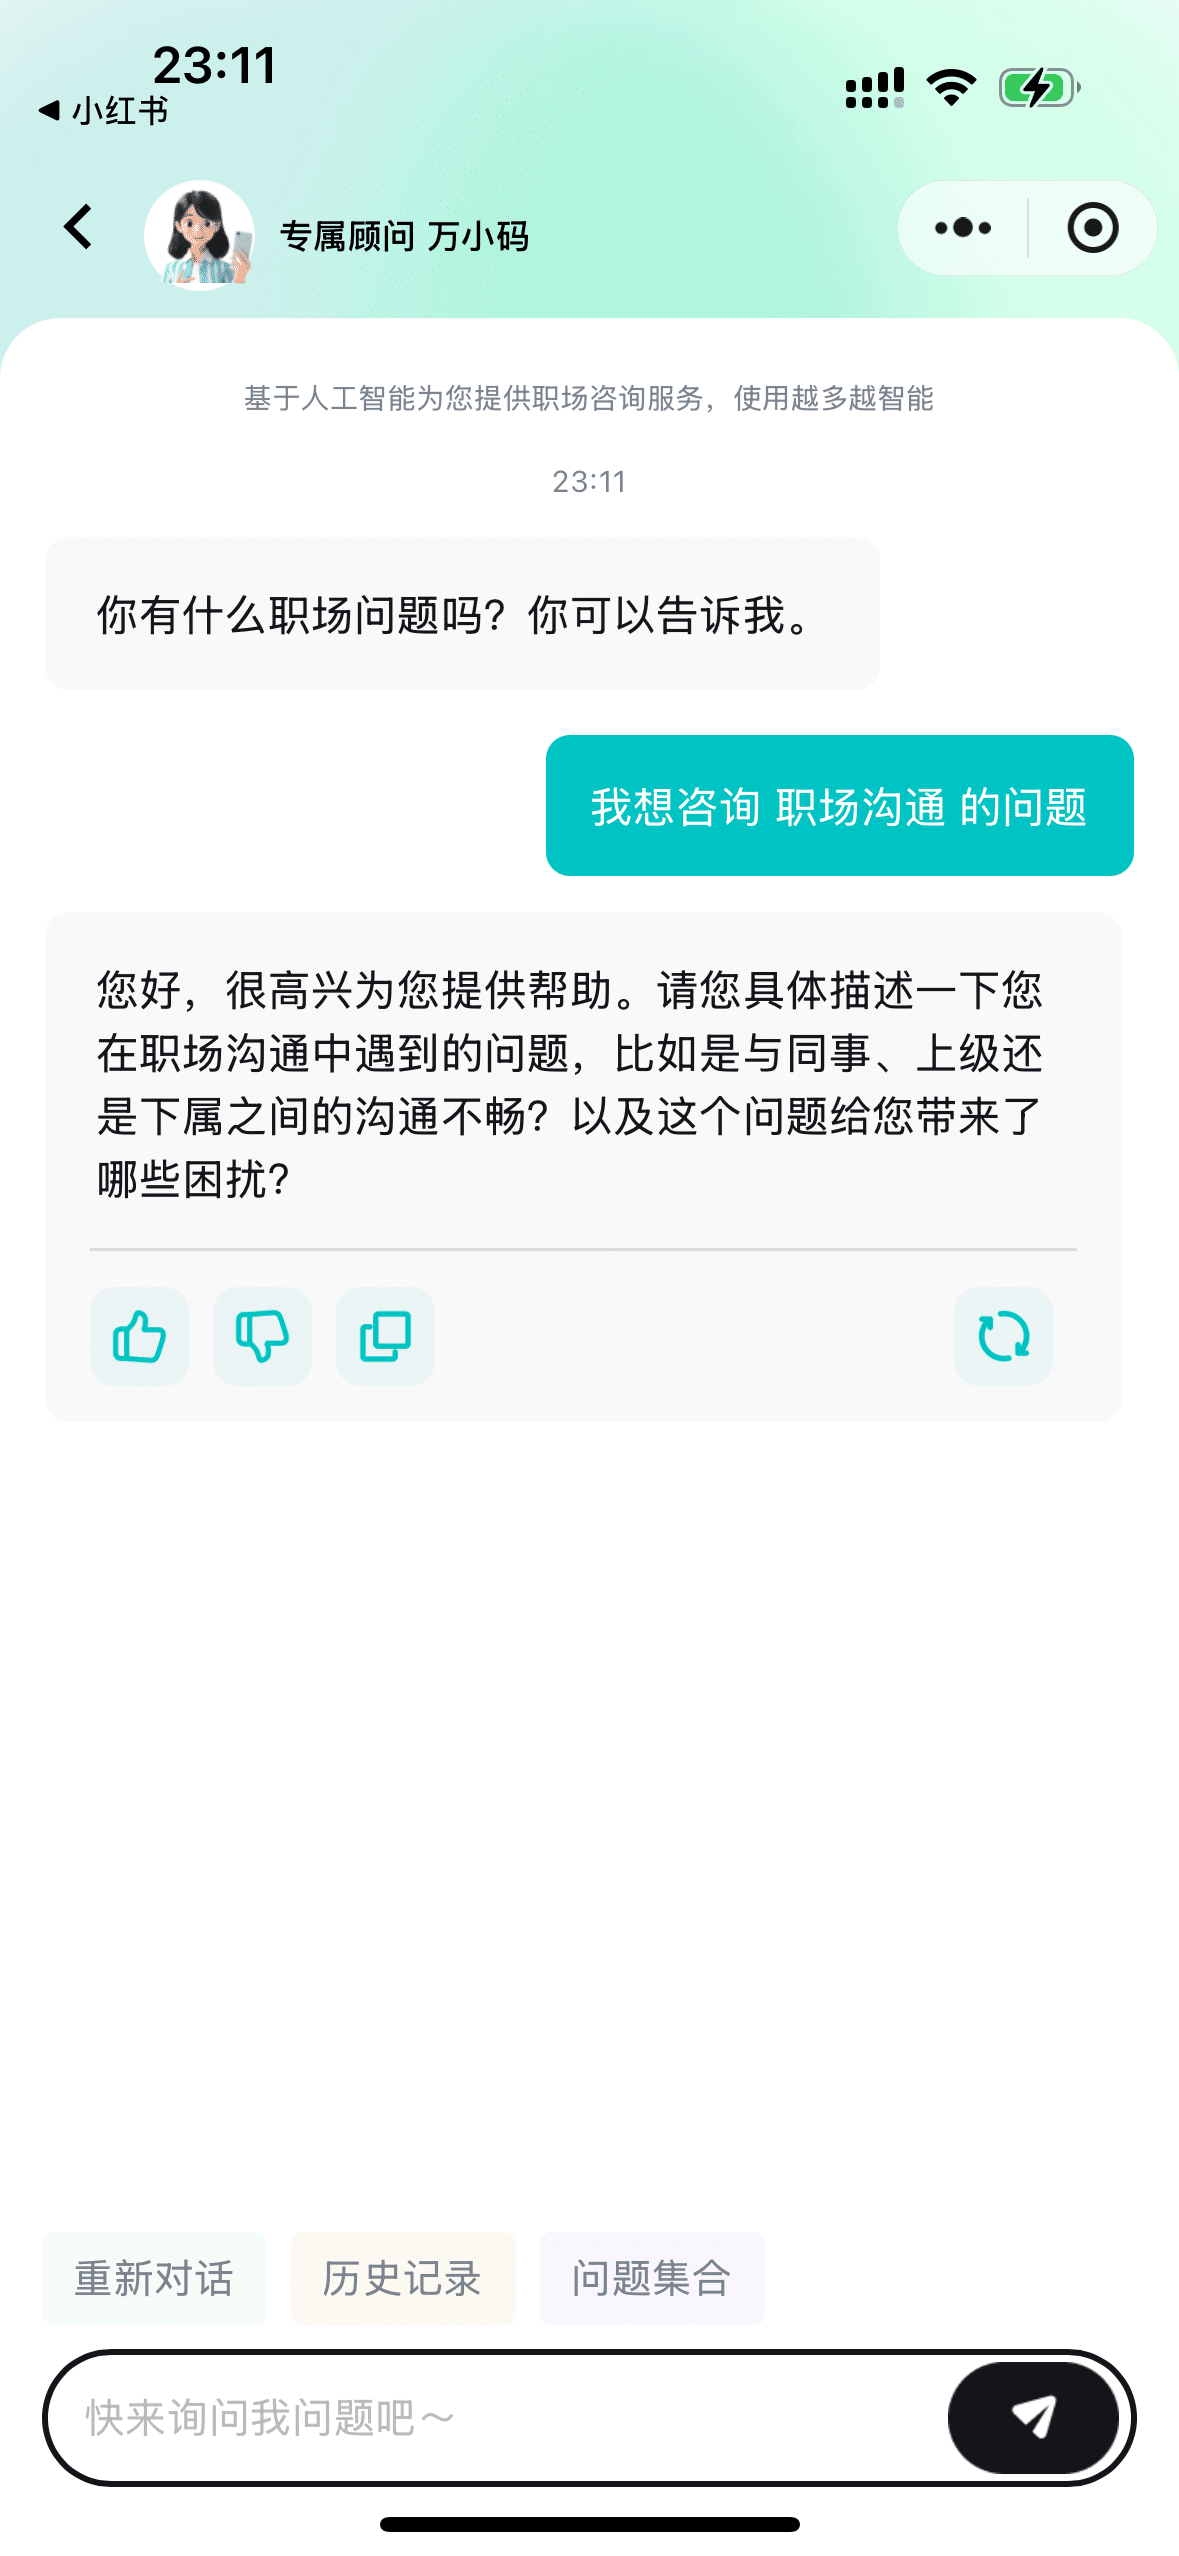 23:11
小红书
专属顾问 万小码
基于人工智能为您提供职场咨询服务，使用越多越智能
23:11
你有什么职场问题吗？你可以告诉我。
我想咨询 职场沟通 的问题
您好，很高兴为您提供帮助。请您具体描述一下您
在职场沟通中遇到的问题，比如是与同事、上级还
是下属之间的沟通不畅？以及这个问题给您带来了
哪些困扰？
重新对话
历史记录
问题集合
快来询问我问题吧～